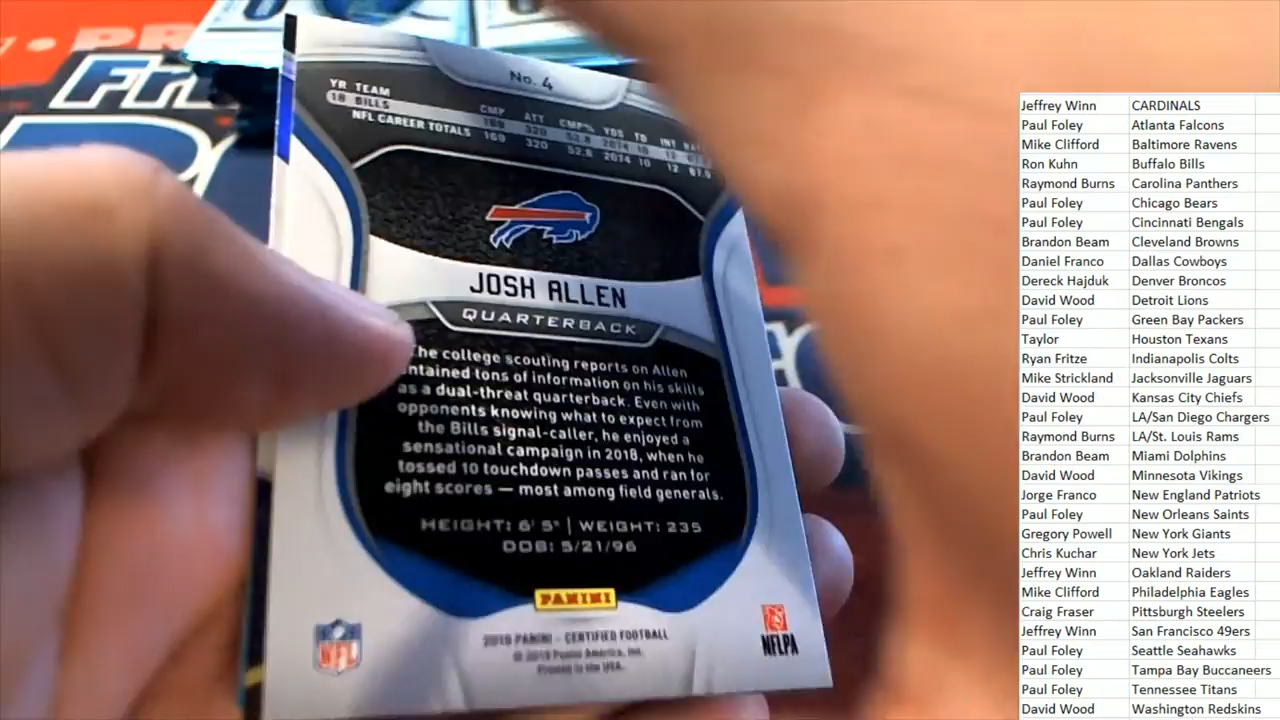 No. 4
YR TEAM
18 BILLS
NFL CAREER TOTALS
CMP ATT CMP% YDS TD INT
169 320 52.8 2074 10 12 67.9
JOSH ALLEN
QUARTERBACK
The college scouting reports on Allen
contained tons of information on his skills
as a dual-threat quarterback. Even with
opponents knowing what to expect from
the Bills signal-caller, he enjoyed a
sensational campaign in 2018, when he
tossed 10 touchdown passes and ran for
eight scores — most among field generals.
HEIGHT: 6' 5" | WEIGHT: 235
DOB: 5/21/96
PANINI
2019 PANINI - CERTIFIED FOOTBALL
© 2019 Panini America, Inc.
Printed in the USA.
NFL
NFLPA
Jeffrey Winn CARDINALS
Paul Foley Atlanta Falcons
Mike Clifford Baltimore Ravens
Ron Kuhn Buffalo Bills
Raymond Burns Carolina Panthers
Paul Foley Chicago Bears
Paul Foley Cincinnati Bengals
Brandon Beam Cleveland Browns
Daniel Franco Dallas Cowboys
Dereck Hajduk Denver Broncos
David Wood Detroit Lions
Paul Foley Green Bay Packers
Taylor Houston Texans
Ryan Fritze Indianapolis Colts
Mike Strickland Jacksonville Jaguars
David Wood Kansas City Chiefs
Paul Foley LA/San Diego Chargers
Raymond Burns LA/St. Louis Rams
Brandon Beam Miami Dolphins
David Wood Minnesota Vikings
Jorge Franco New England Patriots
Paul Foley New Orleans Saints
Gregory Powell New York Giants
Chris Kuchar New York Jets
Jeffrey Winn Oakland Raiders
Mike Clifford Philadelphia Eagles
Craig Fraser Pittsburgh Steelers
Jeffrey Winn San Francisco 49ers
Paul Foley Seattle Seahawks
Paul Foley Tampa Bay Buccaneers
Paul Foley Tennessee Titans
David Wood Washington Redskins